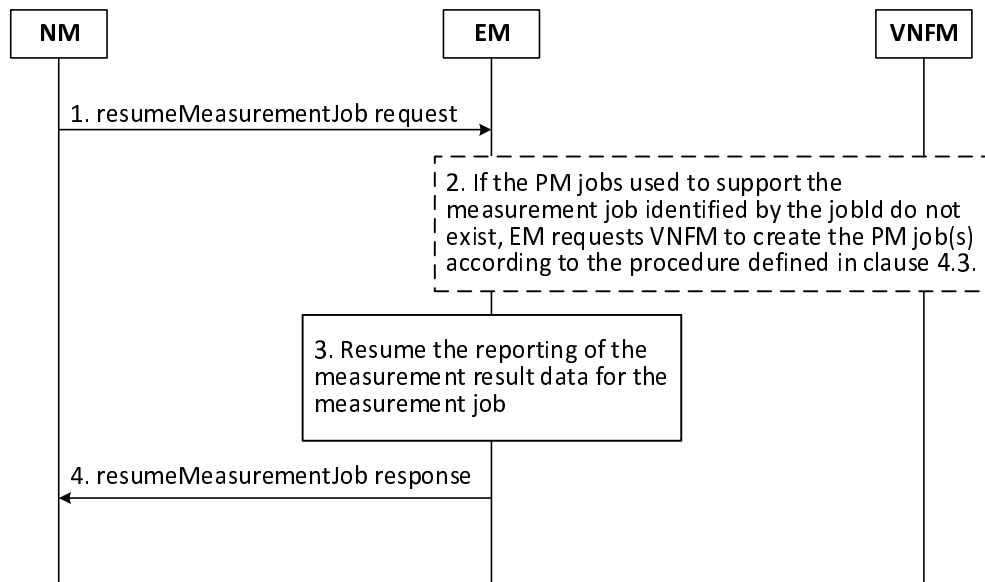 NM
EM
VNFM
1. resumeMeasurementJob request
2. If the PM jobs used to support the
measurement job identified by the jobId do not
exist, EM requests VNFM to create the PM job(s)
according to the procedure defined in clause 4.3.
3. Resume the reporting of the
measurement result data for the
measurement job
4. resumeMeasurementJob response